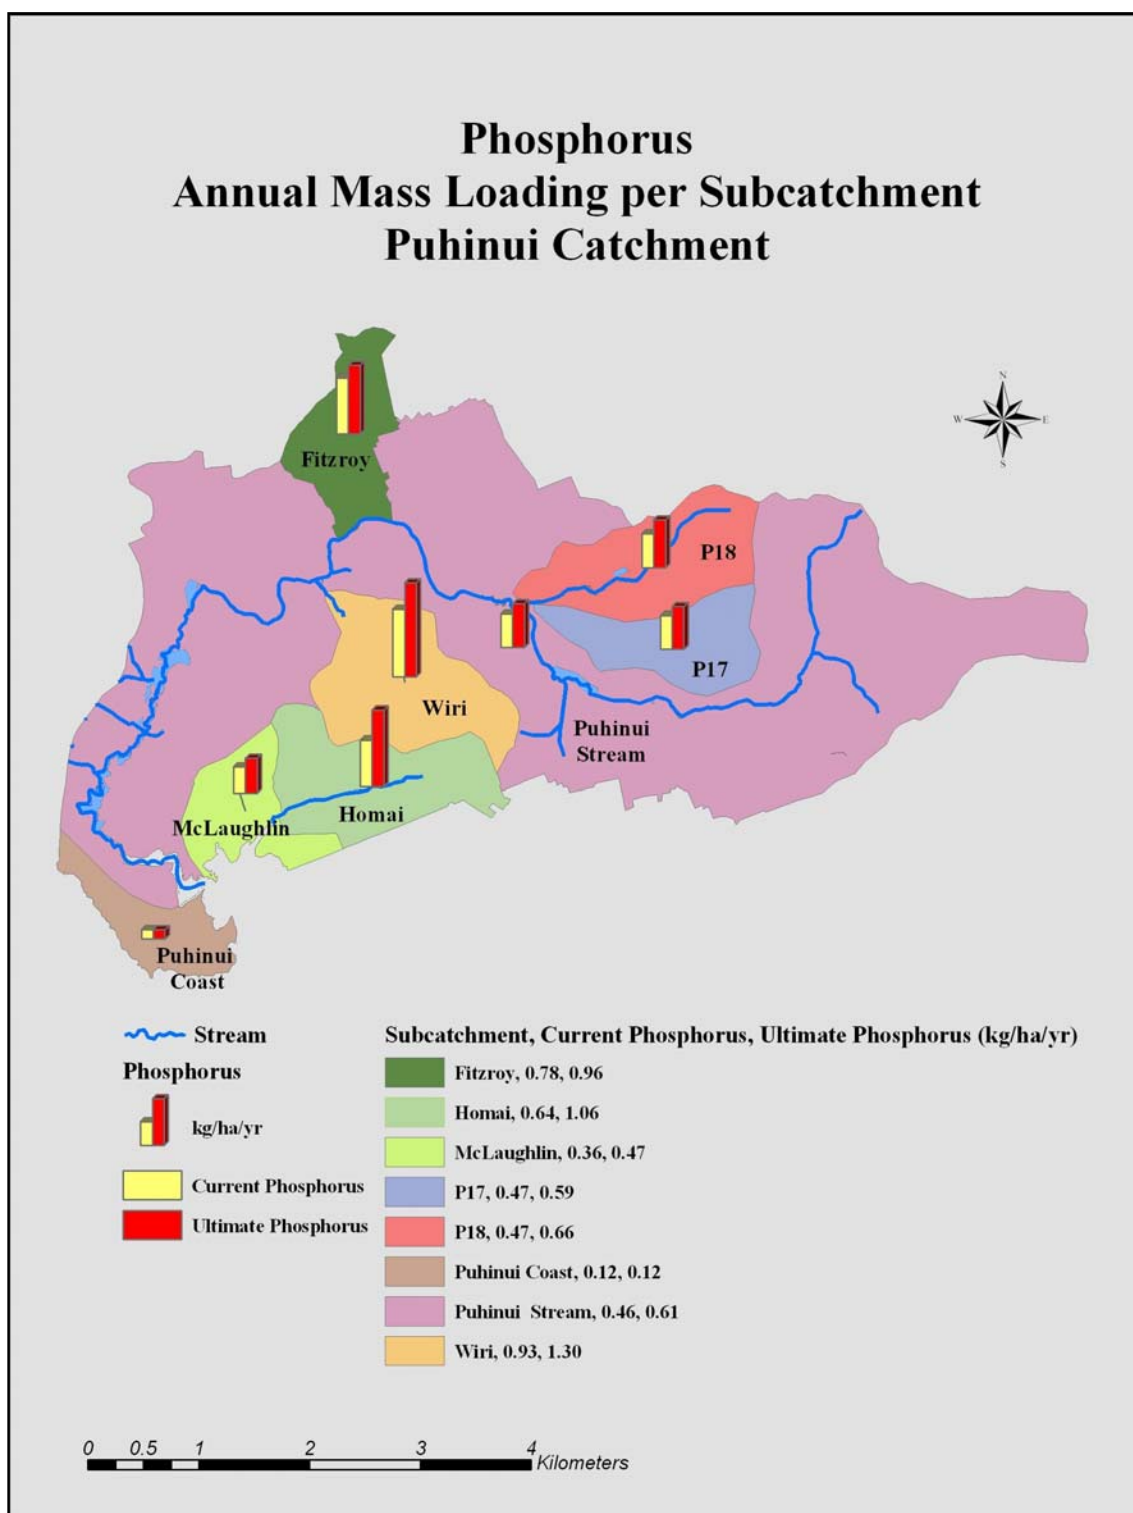 Phosphorus
Annual Mass Loading per Subcatchment
Puhinui Catchment
N
W
E
S
Fitzroy
P18
P17
Wiri
Puhinui
Stream
McLaughlin
Homai
Puhinui
Coast
Stream
Phosphorus
kg/ha/yr
Current Phosphorus
Ultimate Phosphorus
Subcatchment, Current Phosphorus, Ultimate Phosphorus (kg/ha/yr)
Fitzroy, 0.78, 0.96
Homai, 0.64, 1.06
McLaughlin, 0.36, 0.47
P17, 0.47, 0.59
P18, 0.47, 0.66
Puhinui Coast, 0.12, 0.12
Puhinui Stream, 0.46, 0.61
Wiri, 0.93, 1.30
0 0.5 1 2 3 4
Kilometers